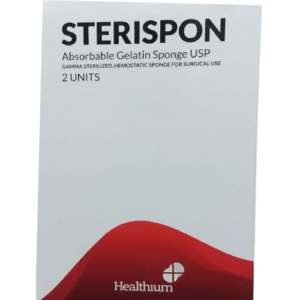 STERISPON
Absorbable Gelatin Sponge USP
GAMMA STERILIZED, HEMOSTATIC SPONGE FOR SURGICAL USE
2 UNITS
Healthium